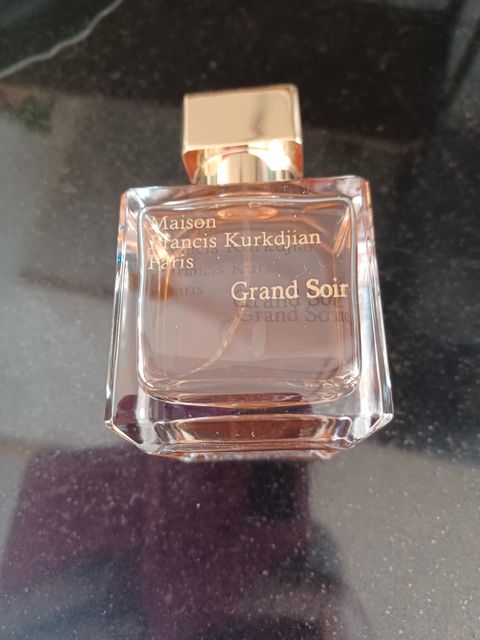 Maison
Francis Kurkdjian
Paris
Grand Soir